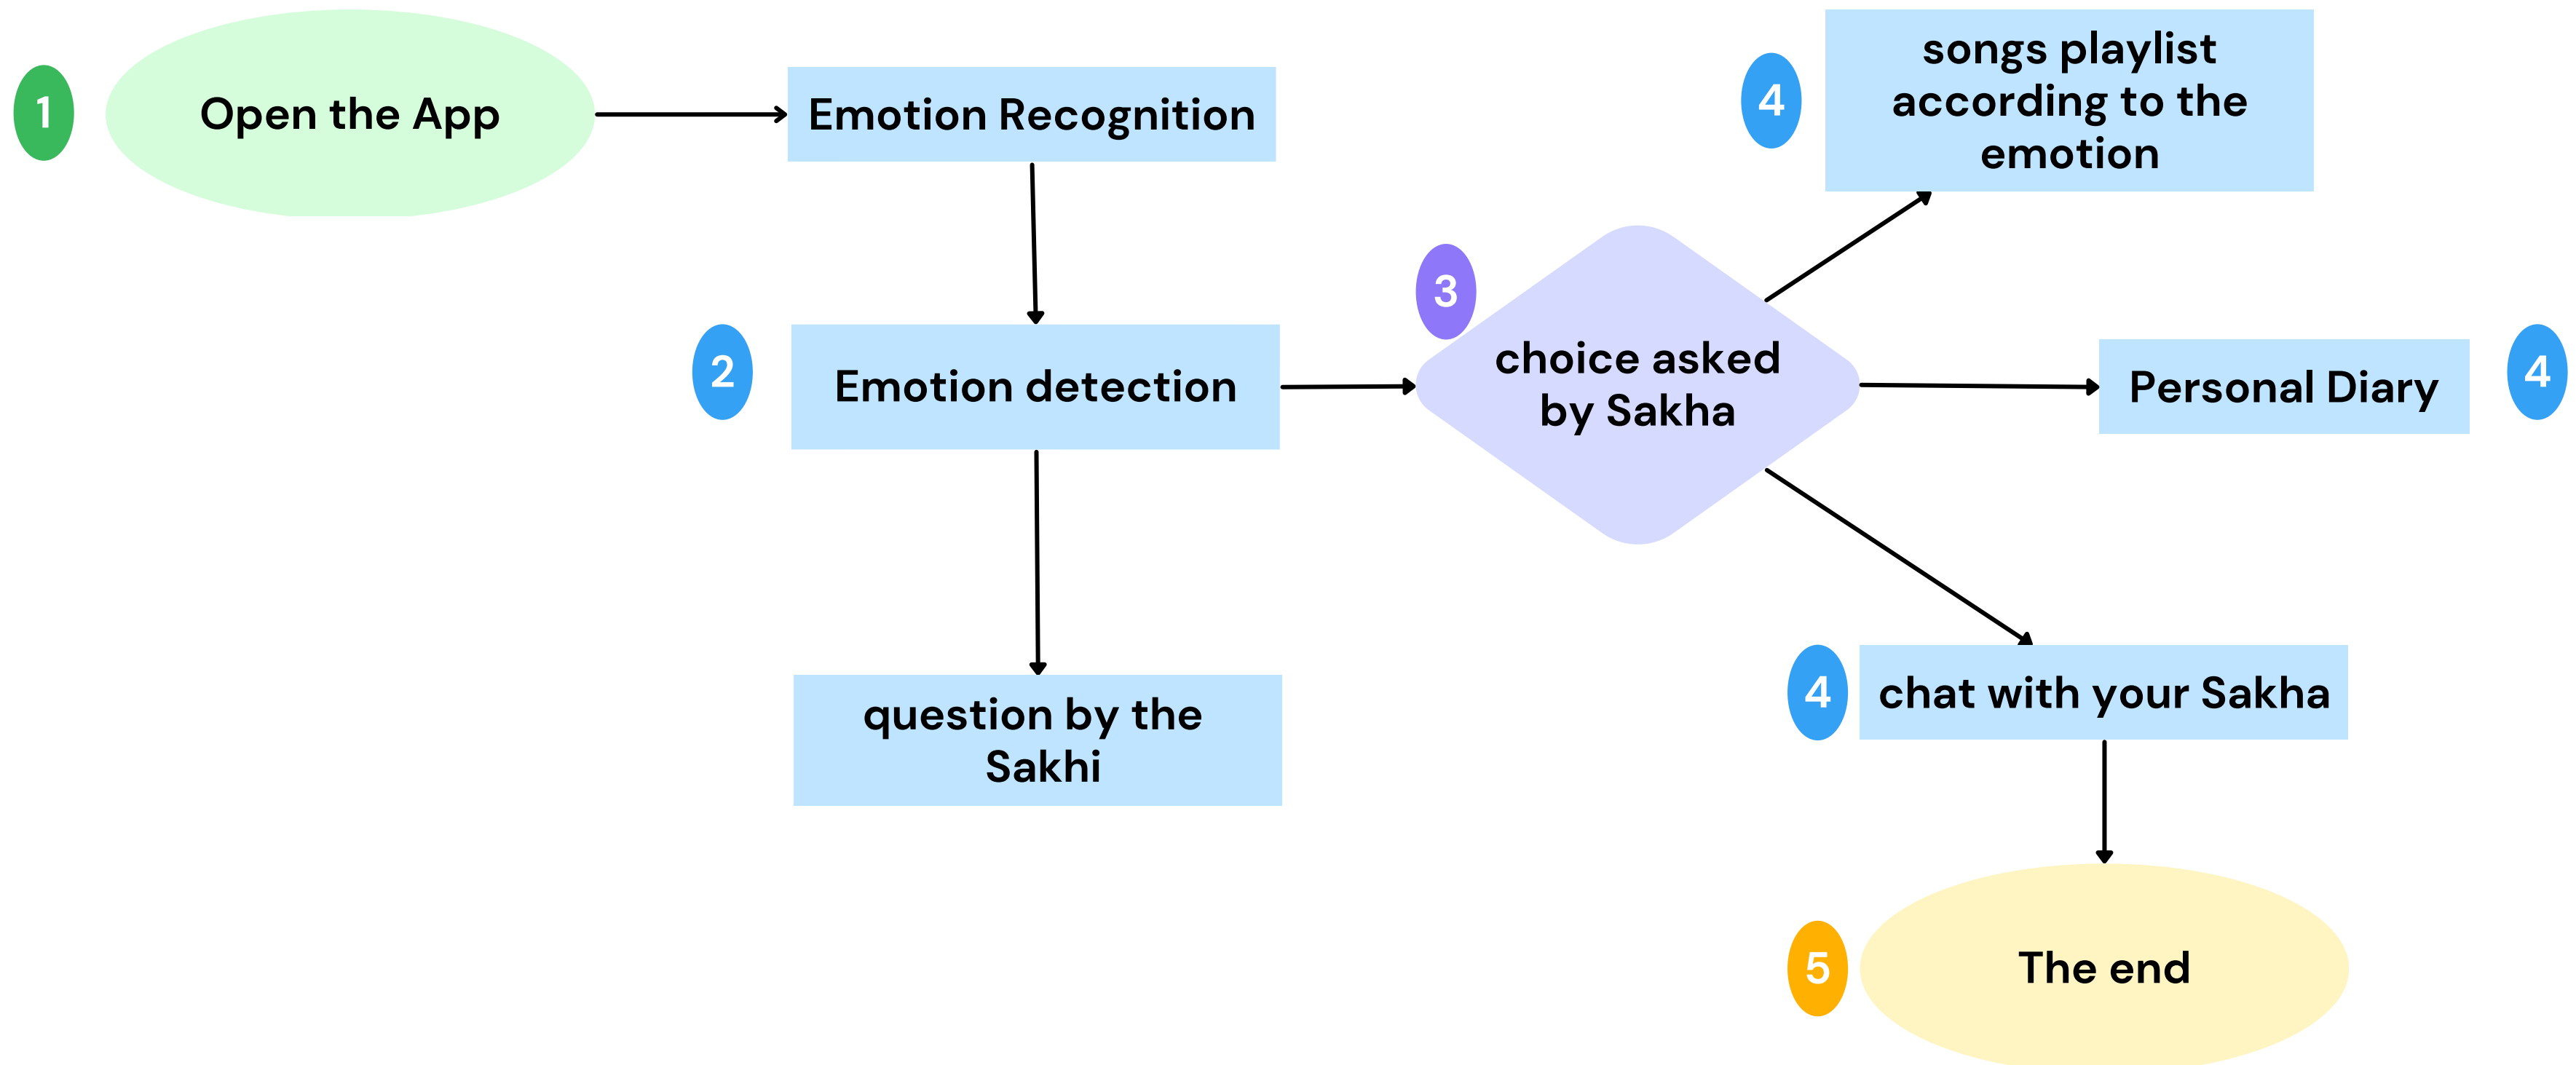 1
Open the App
Emotion Recognition
4
songs playlist
according to the
emotion
2
Emotion detection
3
choice asked
by Sakha
Personal Diary
4
question by the
Sakhi
4
chat with your Sakha
5
The end